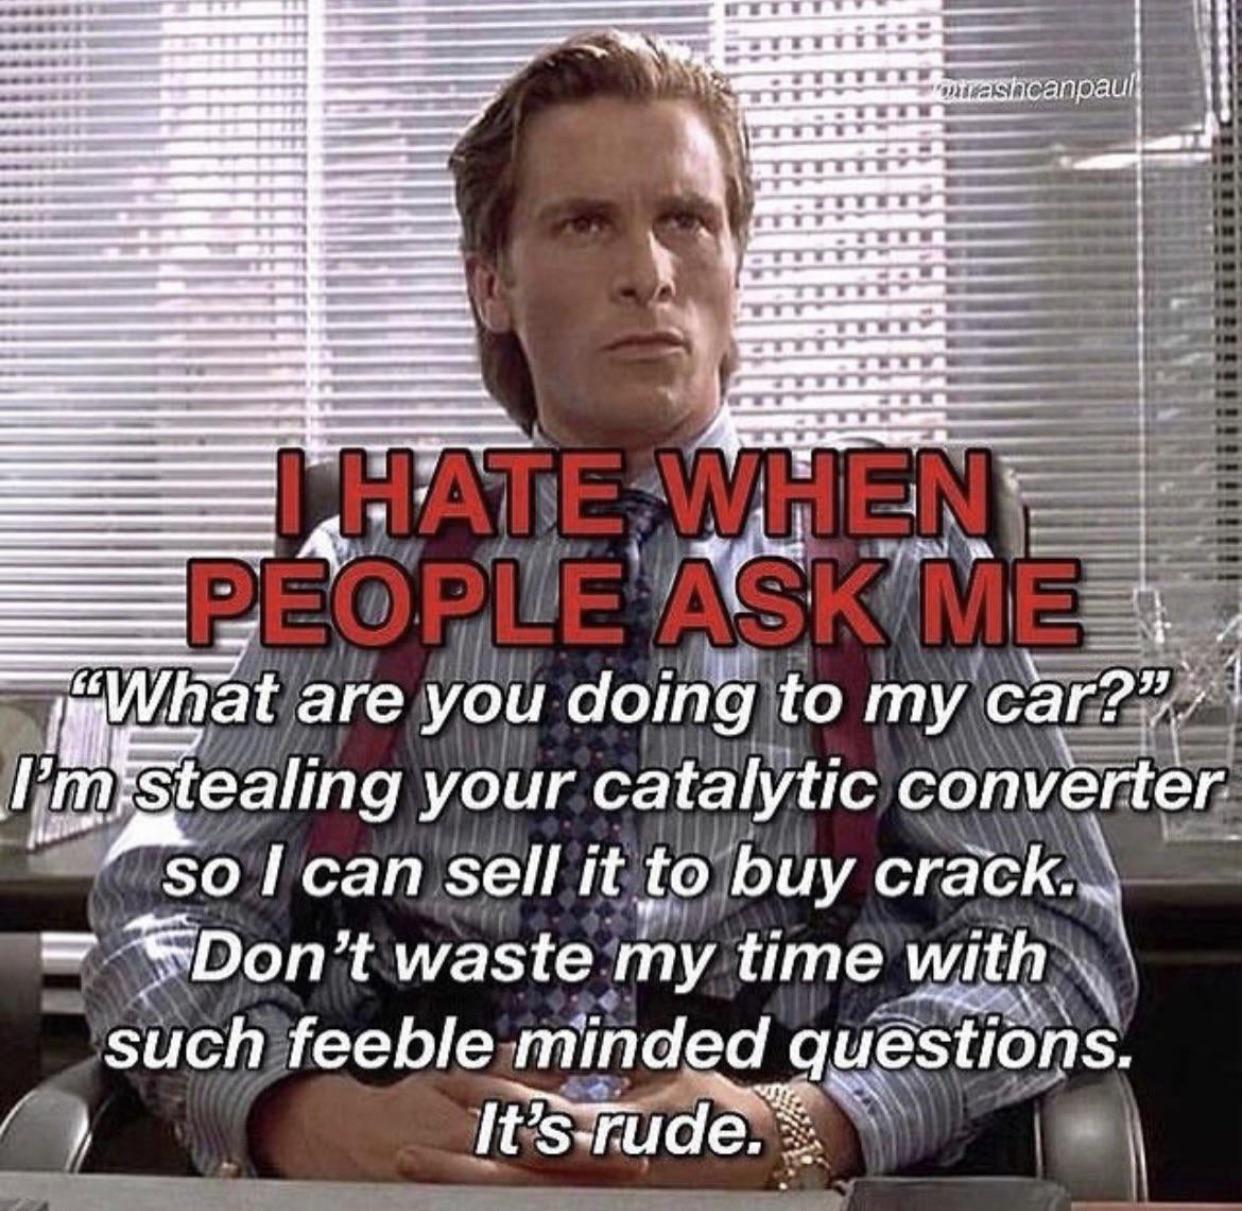 @trashcanpaul
I HATE WHEN
PEOPLE ASK ME
“What are you doing to my car?”
I’m stealing your catalytic converter
so I can sell it to buy crack.
Don’t waste my time with
such feeble minded questions.
It’s rude.